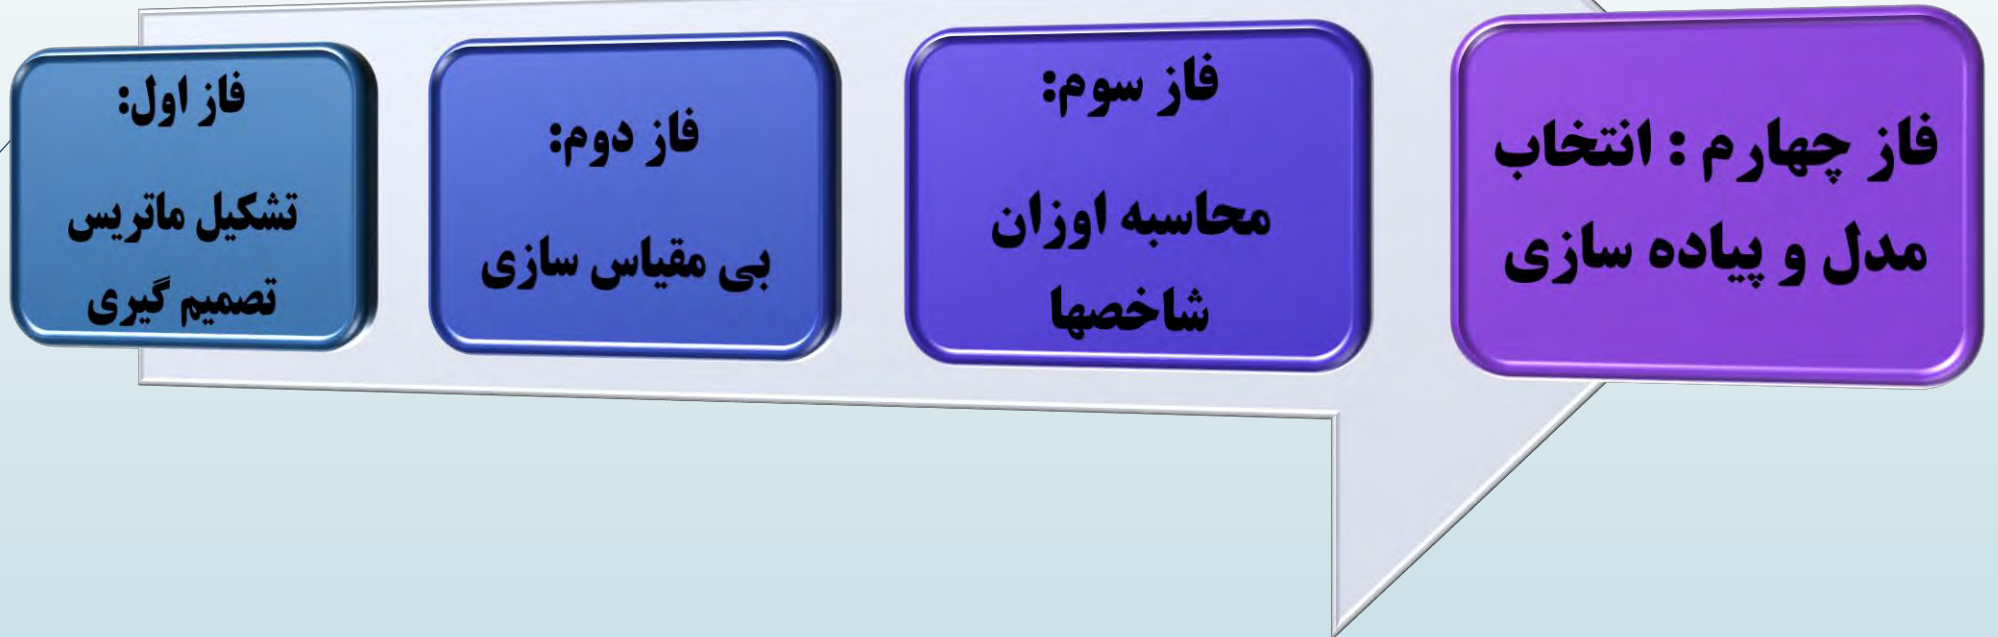 فاز اول:
تشکیل ماتریس
تصمیم گیری
فاز دوم:
بی مقیاس سازی
فاز سوم:
محاسبه اوزان
شاخصها
فاز چهارم : انتخاب
مدل و پیاده سازی